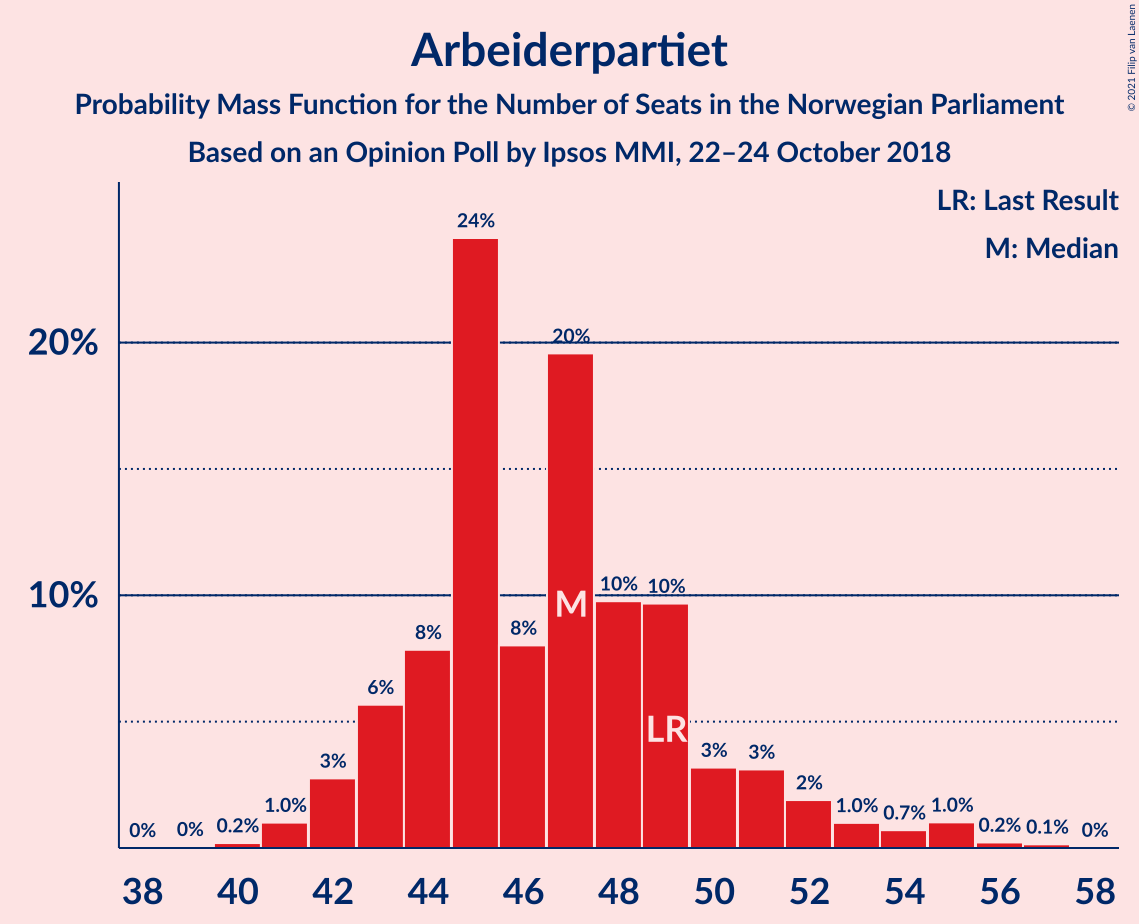 Arbeiderpartiet
Probability Mass Function for the Number of Seats in the Norwegian Parliament
Based on an Opinion Poll by Ipsos MMI, 22–24 October 2018
© 2021 Filip van Laenen
LR: Last Result
M: Median
20%
10%
0% 0% 0.2% 1.0% 3% 6% 8% 24% 8% 20% 10% 10% 3% 3% 2% 1.0% 0.7% 1.0% 0.2% 0.1% 0%
M
LR
38 40 42 44 46 48 50 52 54 56 58